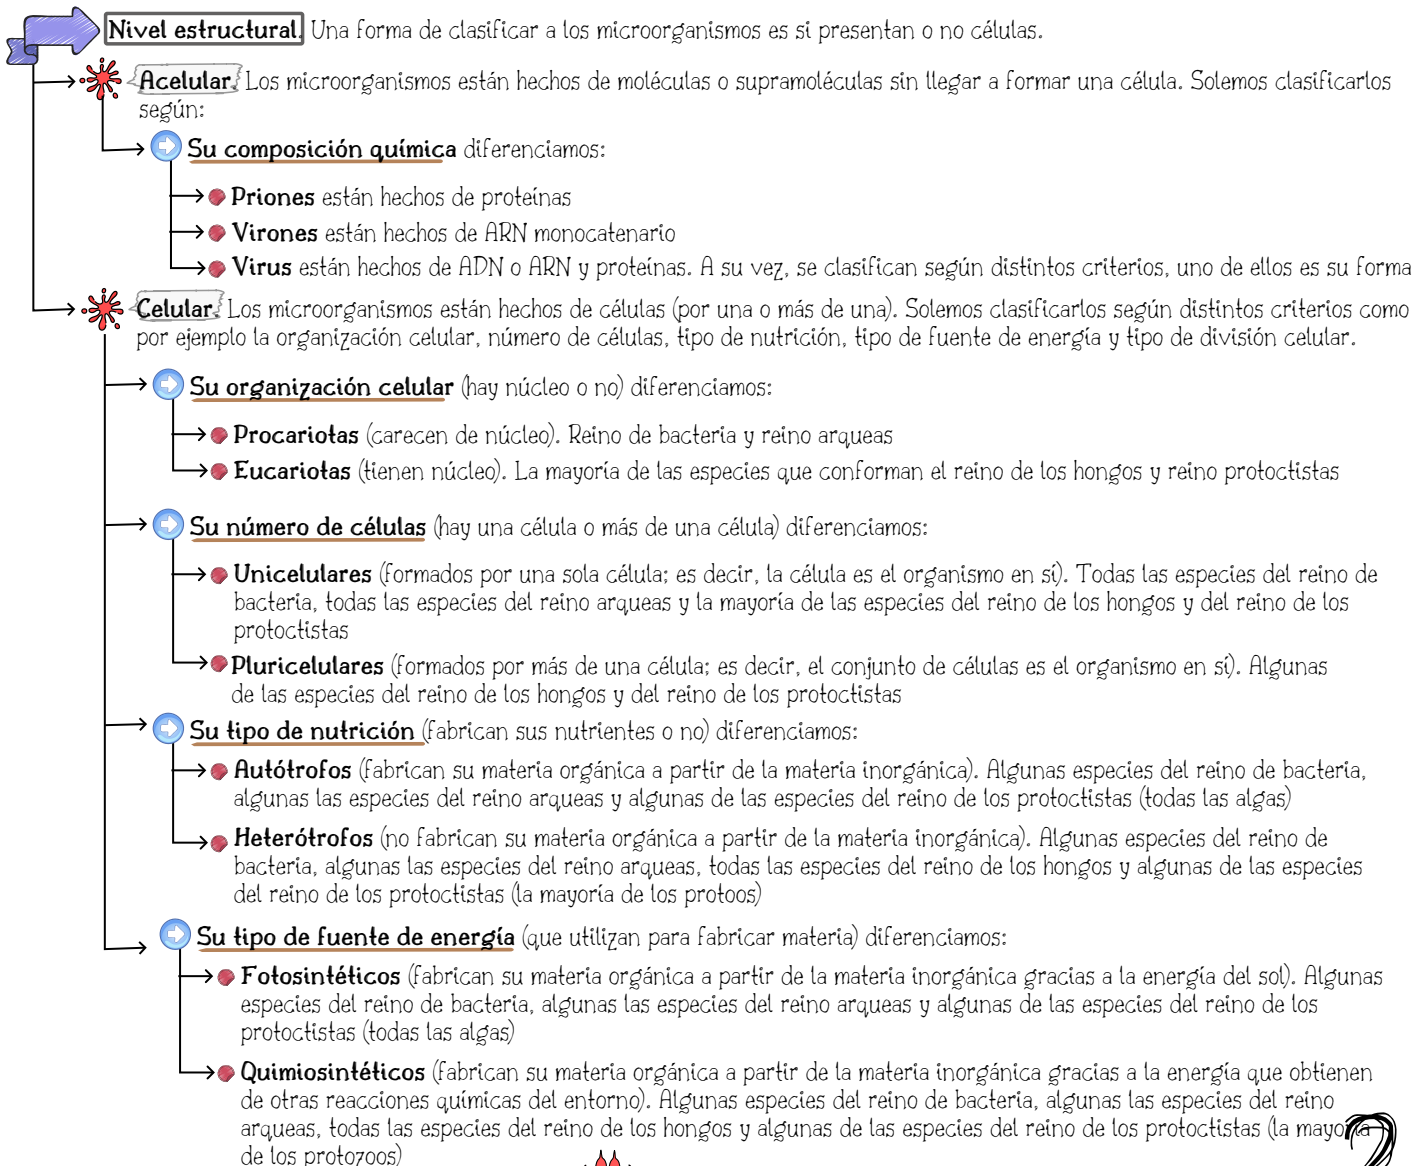 Nivel estructural. Una forma de clasificar a los microorganismos es si presentan o no células.
Acelular. Los microorganismos están hechos de moléculas o supramoléculas sin llegar a formar una célula. Solemos clasificarlos
según:
Su composición química diferenciamos:
Priones están hechos de proteínas
Virones están hechos de ARN monocatenario
Virus están hechos de ADN o ARN y proteínas. A su vez, se clasifican según distintos criterios, uno de ellos es su forma
Celular. Los microorganismos están hechos de células (por una o más de una). Solemos clasificarlos según distintos criterios como
por ejemplo la organización celular, número de células, tipo de nutrición, tipo de fuente de energía y tipo de división celular.
Su organización celular (hay núcleo o no) diferenciamos:
Procariotas (carecen de núcleo). Reino de bacteria y reino arqueas
Eucariotas (tienen núcleo). La mayoría de las especies que conforman el reino de los hongos y reino protoctistas
Su número de células (hay una célula o más de una célula) diferenciamos:
Unicelulares (formados por una sola célula; es decir, la célula es el organismo en sí). Todas las especies del reino de
bacteria, todas las especies del reino arqueas y la mayoría de las especies del reino de los hongos y del reino de los
protoctistas
Pluricelulares (formados por más de una célula; es decir, el conjunto de células es el organismo en sí). Algunas
de las especies del reino de los hongos y del reino de los protoctistas
Su tipo de nutrición (fabrican sus nutrientes o no) diferenciamos:
Autótrofos (fabrican su materia orgánica a partir de la materia inorgánica). Algunas especies del reino de bacteria,
algunas las especies del reino arqueas y algunas de las especies del reino de los protoctistas (todas las algas)
Heterótrofos (no fabrican su materia orgánica a partir de la materia inorgánica). Algunas especies del reino de
bacteria, algunas las especies del reino arqueas, todas las especies del reino de los hongos y algunas de las especies
del reino de los protoctistas (la mayoría de los protoos)
Su tipo de fuente de energía (que utilizan para fabricar materia) diferenciamos:
Fotosintéticos (fabrican su materia orgánica a partir de la materia inorgánica gracias a la energía del sol). Algunas
especies del reino de bacteria, algunas las especies del reino arqueas y algunas de las especies del reino de los
protoctistas (todas las algas)
Quimiosintéticos (fabrican su materia orgánica a partir de la materia inorgánica gracias a la energía que obtienen
de otras reacciones químicas del entorno). Algunas especies del reino de bacteria, algunas las especies del reino
arqueas, todas las especies del reino de los hongos y algunas de las especies del reino de los protoctistas (la mayoría
de los protozoos)